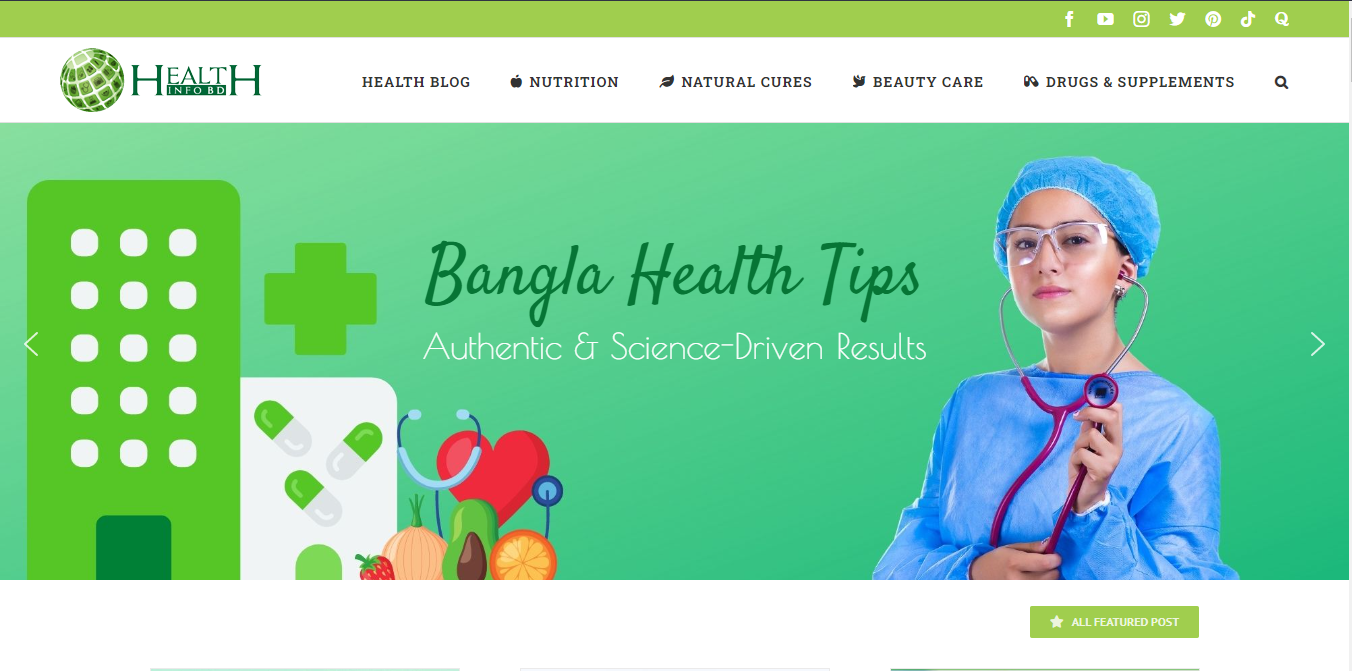 HEALTH
INFO BD
HEALTH BLOG NUTRITION NATURAL CURES BEAUTY CARE DRUGS & SUPPLEMENTS
Bangla Health Tips
Authentic & Science-Driven Results
ALL FEATURED POST